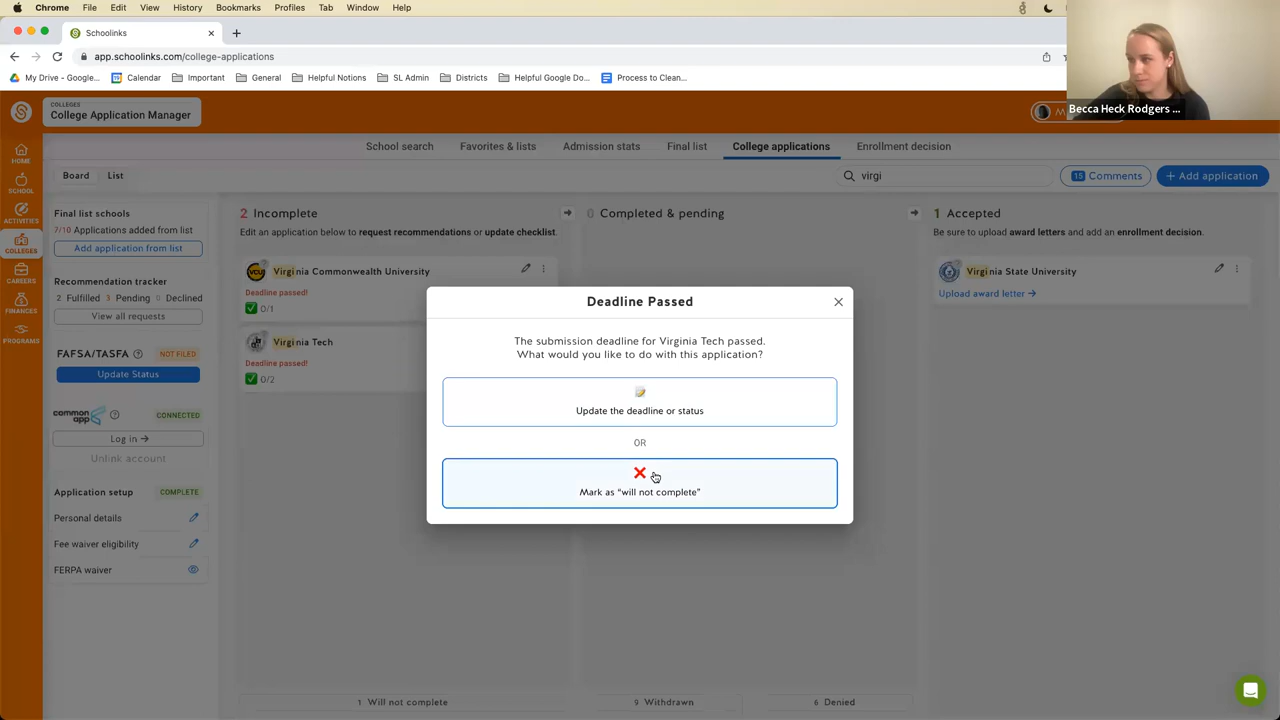 Chrome File Edit View History Bookmarks Profiles Tab Window Help
Schoolinks
app.schoolinks.com/college-applications
My Drive - Google... Calendar Important General Helpful Notions SL Admin Districts Helpful Google Do... Process to Clean...
Becca Heck Rodgers ...
COLLEGES
College Application Manager
HOME
SCHOOL
ACTIVITIES
COLLEGES
CAREERS
FINANCES
PROGRAMS
School search Favorites & lists Admission stats Final list College applications Enrollment decision
Board List virgi 15 Comments + Add application
Final list schools
7/10 Applications added from list
Add application from list
Recommendation tracker
2 Fulfilled 3 Pending 0 Declined
View all requests
FAFSA/TASFA NOT FILED
Update Status
common app CONNECTED
Log in →
Unlink account
Application setup COMPLETE
Personal details
Fee waiver eligibility
FERPA waiver
2 Incomplete
Edit an application below to request recommendations or update checklist.
VCU Virginia Commonwealth University
Deadline passed!
0/1
Virginia Tech
Deadline passed!
0/2
0 Completed & pending
1 Accepted
Be sure to upload award letters and add an enrollment decision.
Virginia State University
Upload award letter →
Deadline Passed
The submission deadline for Virginia Tech passed.
What would you like to do with this application?
Update the deadline or status
OR
Mark as "will not complete"
1 Will not complete 9 Withdrawn 6 Denied